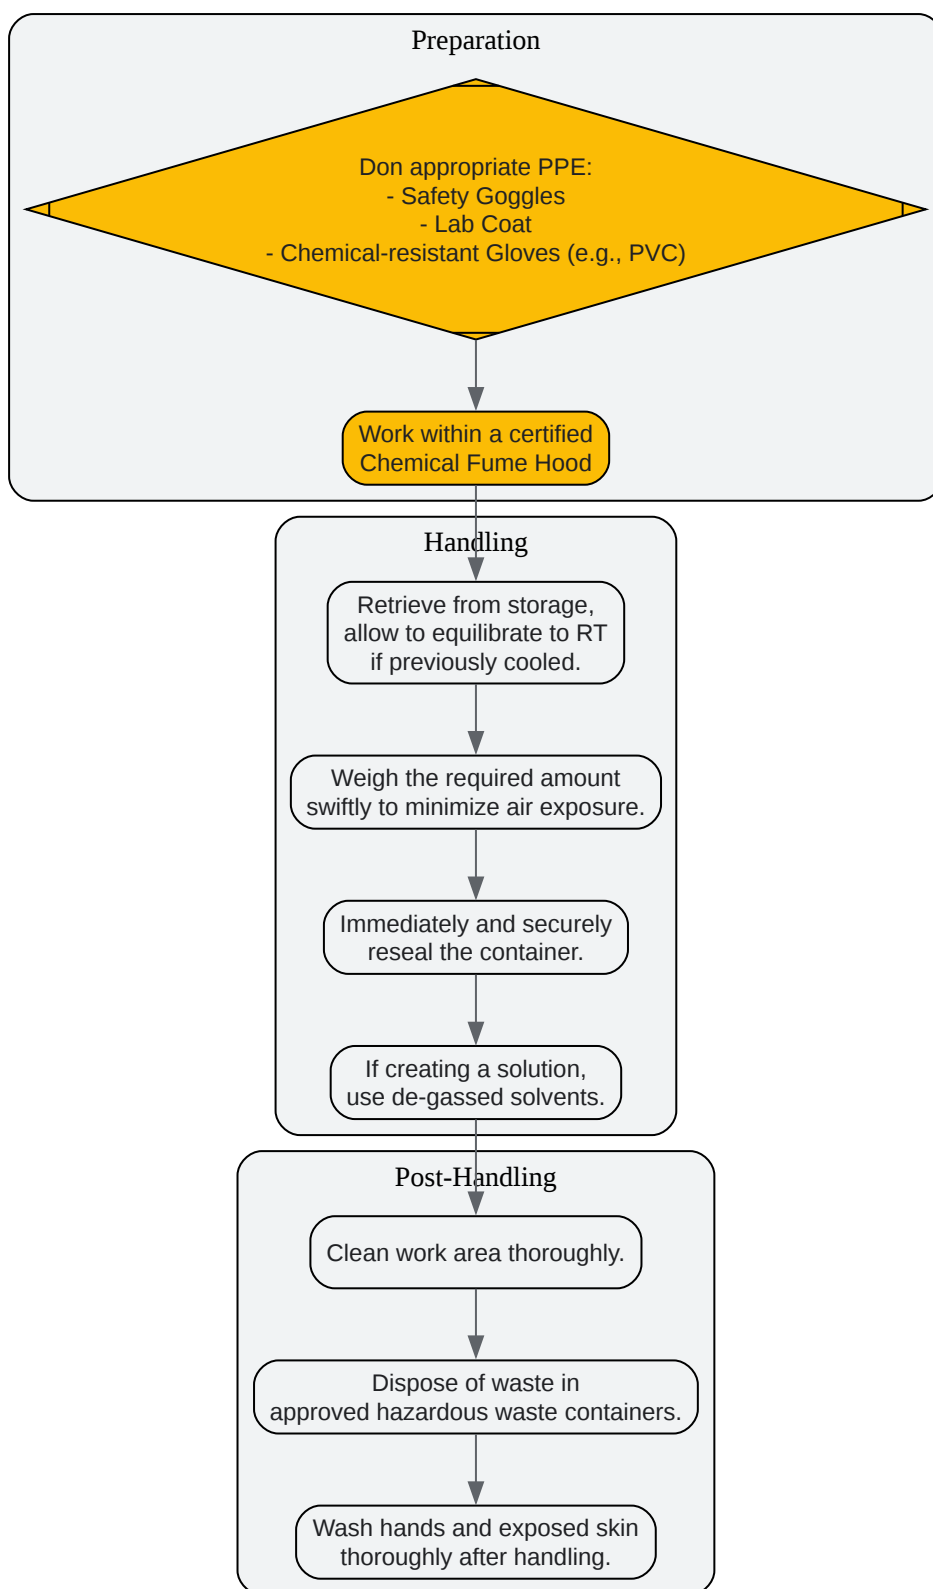 Preparation
Don appropriate PPE:
- Safety Goggles
- Lab Coat
- Chemical-resistant Gloves (e.g., PVC)
Work within a certified
Chemical Fume Hood
Handling
Retrieve from storage,
allow to equilibrate to RT
if previously cooled.
Weigh the required amount
swiftly to minimize air exposure.
Immediately and securely
reseal the container.
If creating a solution,
use de-gassed solvents.
Post-Handling
Clean work area thoroughly.
Dispose of waste in
approved hazardous waste containers.
Wash hands and exposed skin
thoroughly after handling.